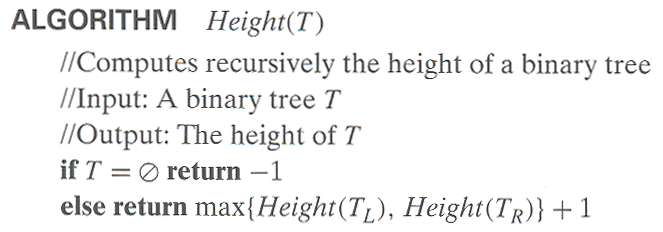 ALGORITHM Height(T)
//Computes recursively the height of a binary tree
//Input: A binary tree T
//Output: The height of T
if T = ∅ return −1
else return max{Height(T_L), Height(T_R)} + 1